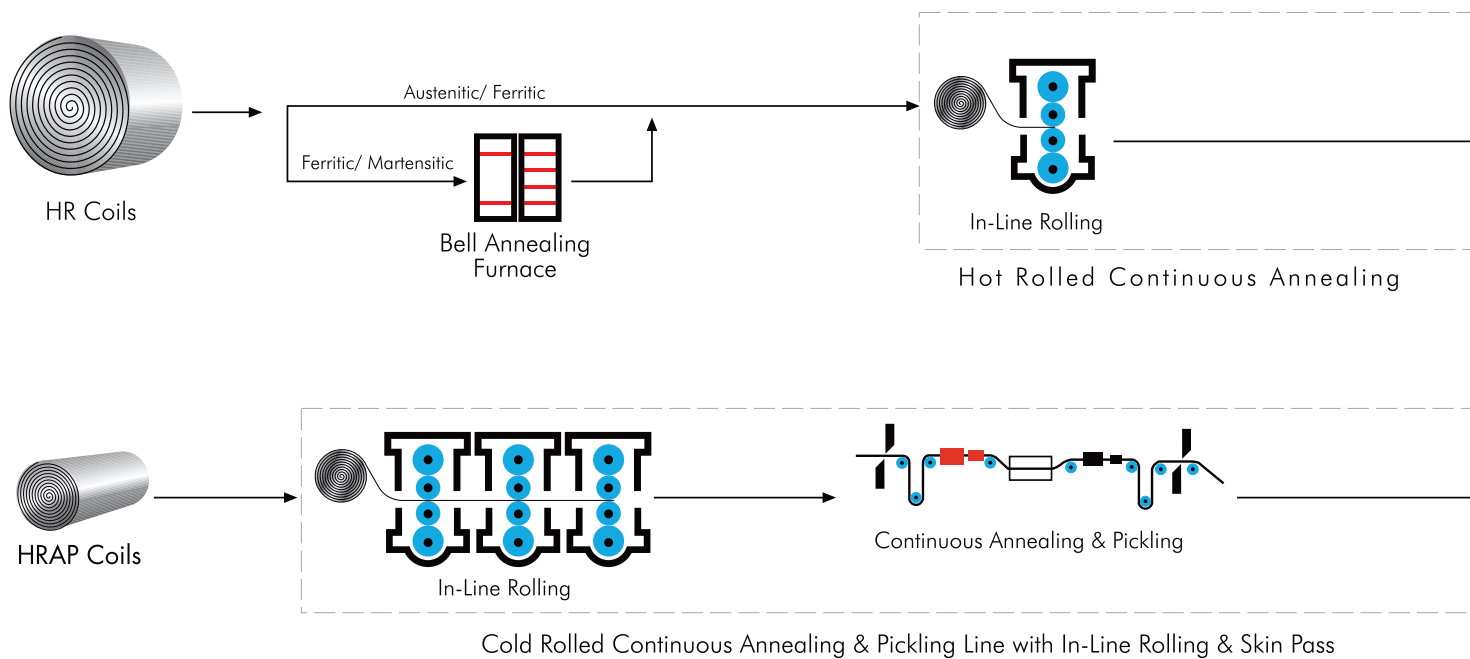 Austenitic/ Ferritic
Ferritic/ Martensitic
HR Coils
Bell Annealing
Furnace
In-Line Rolling
Hot Rolled Continuous Annealing
HRAP Coils
In-Line Rolling
Continuous Annealing & Pickling
Cold Rolled Continuous Annealing & Pickling Line with In-Line Rolling & Skin Pass